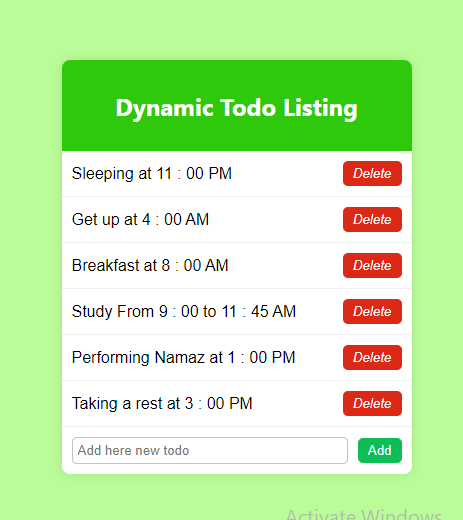 Dynamic Todo Listing
Sleeping at 11 : 00 PM Delete
Get up at 4 : 00 AM Delete
Breakfast at 8 : 00 AM Delete
Study From 9 : 00 to 11 : 45 AM Delete
Performing Namaz at 1 : 00 PM Delete
Taking a rest at 3 : 00 PM Delete
Add here new todo Add
Activate Windows